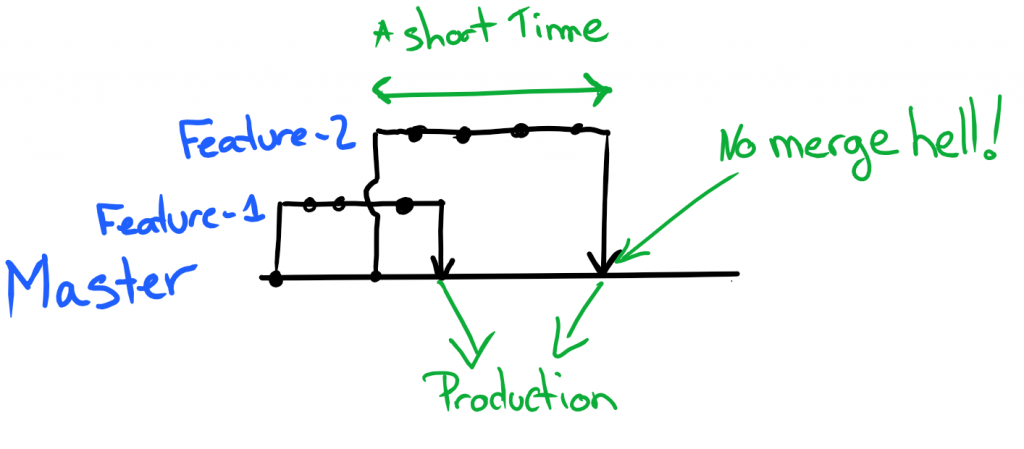 A short Time
Feature-2
No merge hell!
Feature-1
Master
Production